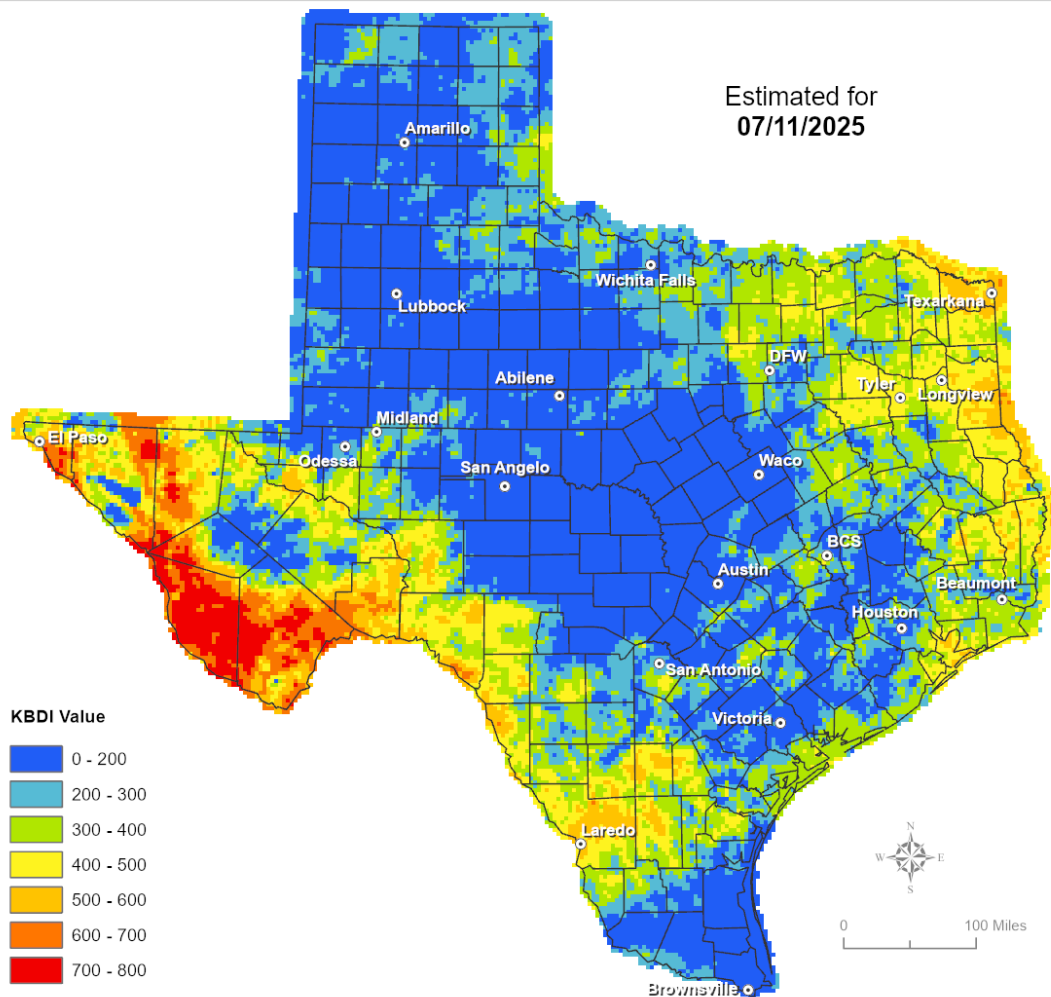 Estimated for
07/11/2025
Amarillo
Wichita Falls
Lubbock
Texarkana
DFW
Abilene
Tyler
Longview
Midland
El Paso
Odessa
San Angelo
Waco
BCS
Austin
Beaumont
Houston
San Antonio
Victoria
Laredo
Brownsville
KBDI Value
0 - 200
200 - 300
300 - 400
400 - 500
500 - 600
600 - 700
700 - 800
N
W E
S
0 100 Miles